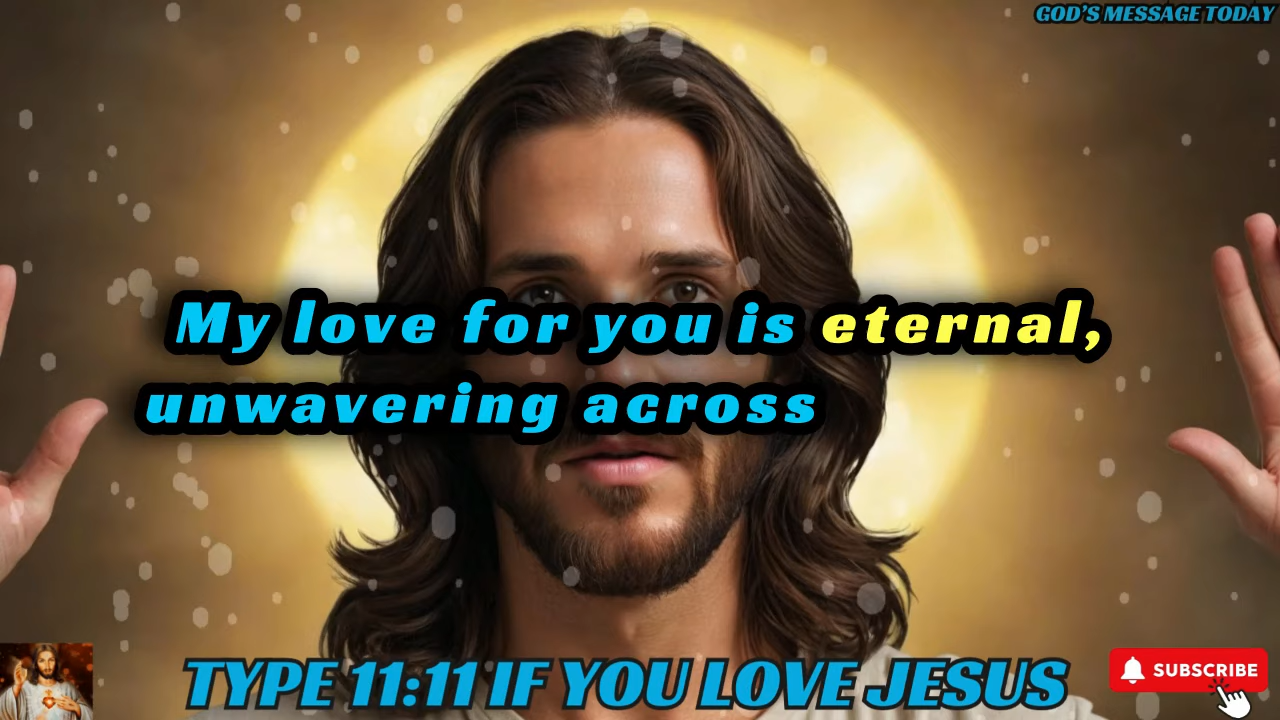 GOD'S MESSAGE TODAY
My love for you is eternal,
unwavering across
TYPE 11:11 IF YOU LOVE JESUS
SUBSCRIBE